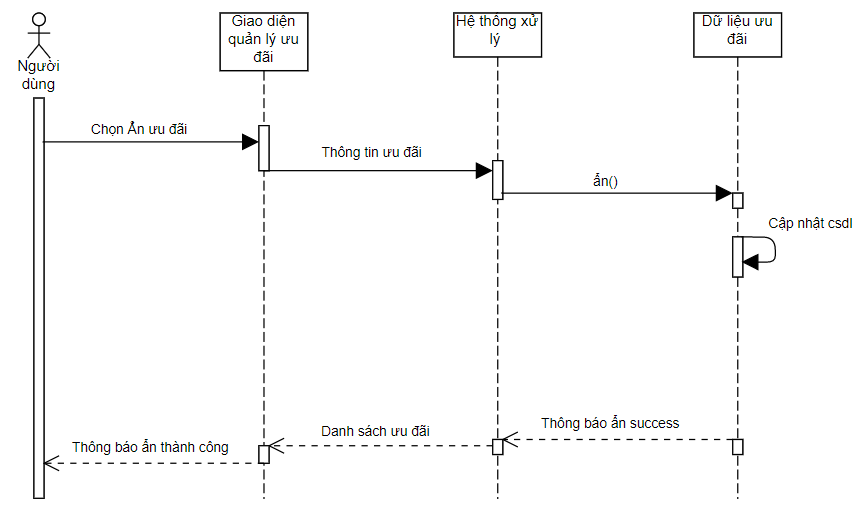 Giao diện
quản lý ưu
đãi
Hệ thông xử
lý
Dữ liệu ưu
đãi
Người
dùng
Chọn Ẩn ưu đãi
Thông tin ưu đãi
ẩn()
Cập nhật csdl
Thông báo ẩn success
Danh sách ưu đãi
Thông báo ẩn thành công